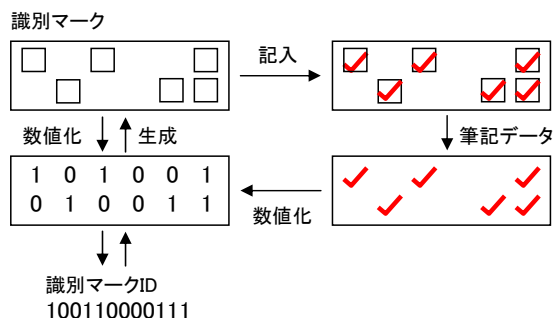 識別マーク
記入
数値化
生成
筆記データ
1 0 1 0 0 1
0 1 0 0 1 1
数値化
識別マークID
100110000111